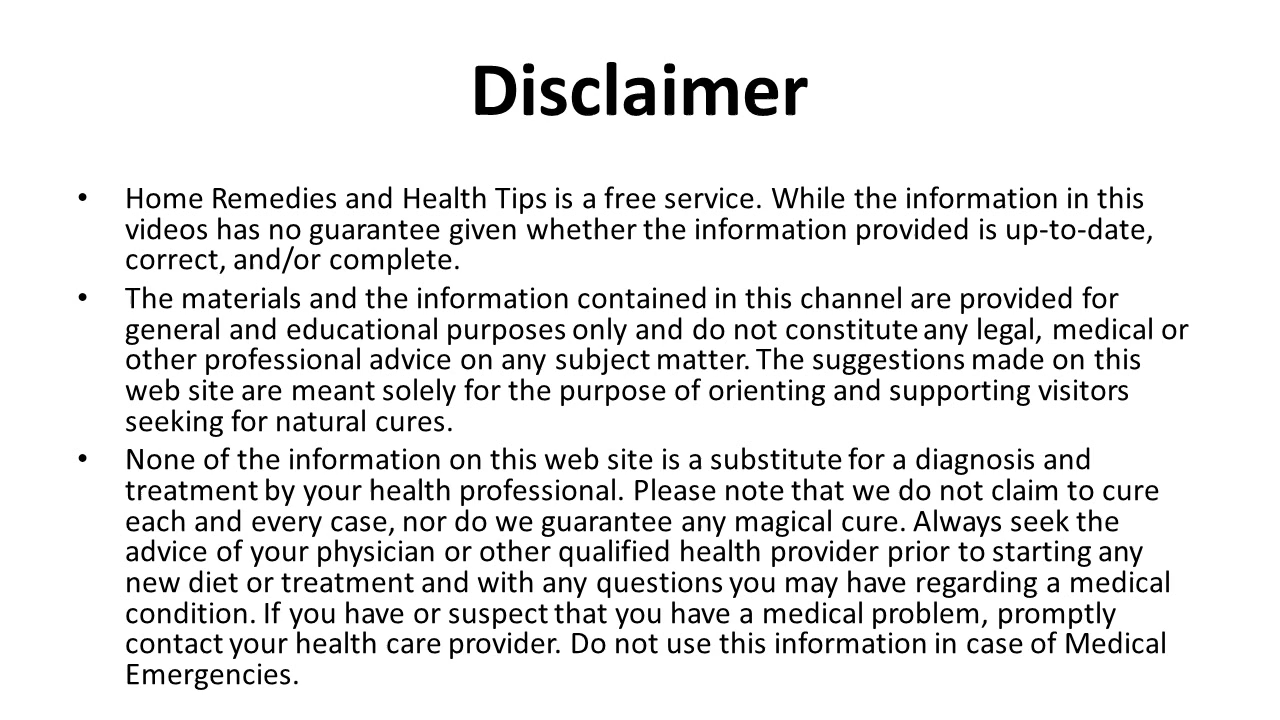 Disclaimer
• Home Remedies and Health Tips is a free service. While the information in this
videos has no guarantee given whether the information provided is up-to-date,
correct, and/or complete.
• The materials and the information contained in this channel are provided for
general and educational purposes only and do not constitute any legal, medical or
other professional advice on any subject matter. The suggestions made on this
web site are meant solely for the purpose of orienting and supporting visitors
seeking for natural cures.
• None of the information on this web site is a substitute for a diagnosis and
treatment by your health professional. Please note that we do not claim to cure
each and every case, nor do we guarantee any magical cure. Always seek the
advice of your physician or other qualified health provider prior to starting any
new diet or treatment and with any questions you may have regarding a medical
condition. If you have or suspect that you have a medical problem, promptly
contact your health care provider. Do not use this information in case of Medical
Emergencies.